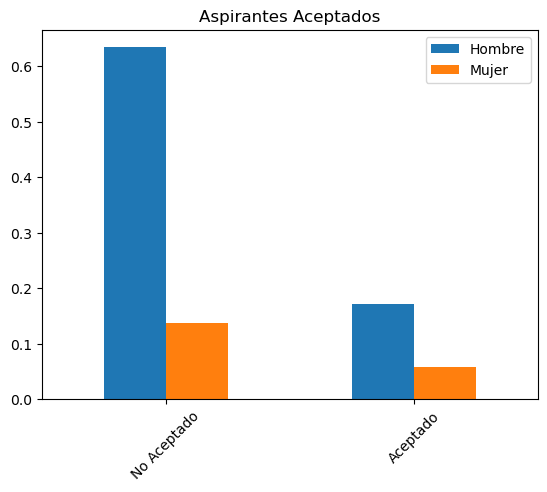 Aspirantes Aceptados
Hombre
Mujer
0.6
0.5
0.4
0.3
0.2
0.1
0.0
No Aceptado
Aceptado